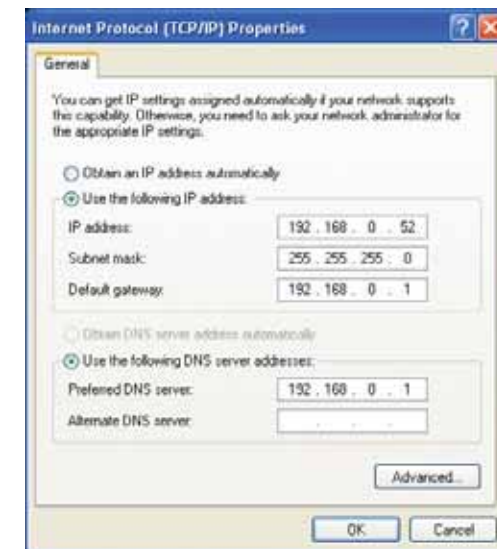 Internet Protocol (TCP/IP) Properties
General
You can get IP settings assigned automatically if your network supports
this capability. Otherwise, you need to ask your network administrator for
the appropriate IP settings.
Obtain an IP address automatically
Use the following IP address:
IP address: 192 . 168 . 0 . 52
Subnet mask: 255 . 255 . 255 . 0
Default gateway: 192 . 168 . 0 . 1
Obtain DNS server address automatically
Use the following DNS server addresses:
Preferred DNS server: 192 . 168 . 0 . 1
Alternate DNS server: . . .
Advanced...
OK Cancel